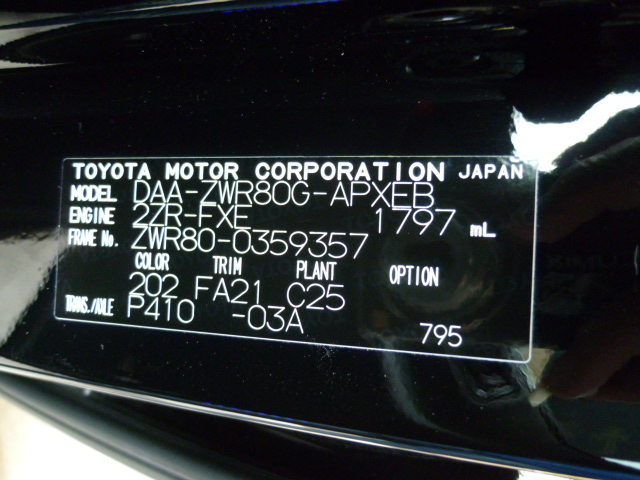 TOYOTA MOTOR CORPORATION JAPAN
MODEL DAA-ZWR80G-APXEB
ENGINE 2ZR-FXE 1797 mL
FRAME No. ZWR80-0359357
COLOR TRIM PLANT OPTION
202 FA21 C25
TRANS./AXLE P410 -03A
795